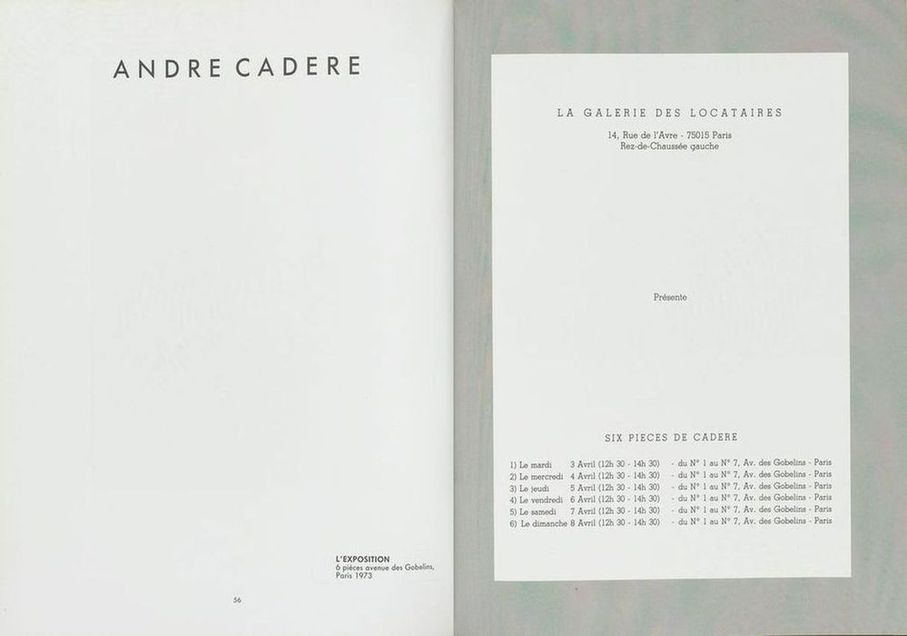 ANDRE CADERE
L'EXPOSITION
6 pièces avenue des Gobelins,
Paris 1973
56
LA GALERIE DES LOCATAIRES
14, Rue de l'Avre - 75015 Paris
Rez-de-Chaussée gauche
Présente
SIX PIECES DE CADERE
1) Le mardi 3 Avril (12h 30 - 14h 30) - du N° 1 au N° 7, Av. des Gobelins - Paris
2) Le mercredi 4 Avril (12h 30 - 14h 30) - du N° 1 au N° 7, Av. des Gobelins - Paris
3) Le jeudi 5 Avril (12h 30 - 14h 30) - du N° 1 au N° 7, Av. des Gobelins - Paris
4) Le vendredi 6 Avril (12h 30 - 14h 30) - du N° 1 au N° 7, Av. des Gobelins - Paris
5) Le samedi 7 Avril (12h 30 - 14h 30) - du N° 1 au N° 7, Av. des Gobelins - Paris
6) Le dimanche 8 Avril (12h 30 - 14h 30) - du N° 1 au N° 7, Av. des Gobelins - Paris